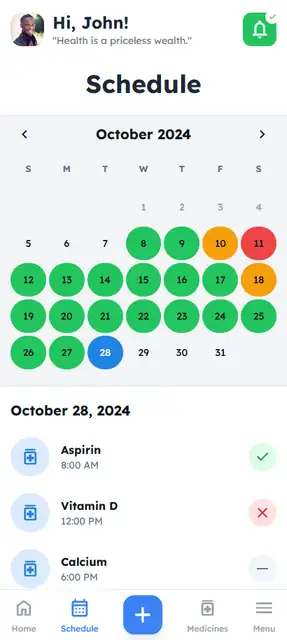 Hi, John!
"Health is a priceless wealth."
Schedule
October 2024
S M T W T F S
1 2 3 4
5 6 7 8 9 10 11
12 13 14 15 16 17 18
19 20 21 22 23 24 25
26 27 28 29 30 31
October 28, 2024
Aspirin
8:00 AM
Vitamin D
12:00 PM
Calcium
6:00 PM
Home Schedule Medicines Menu